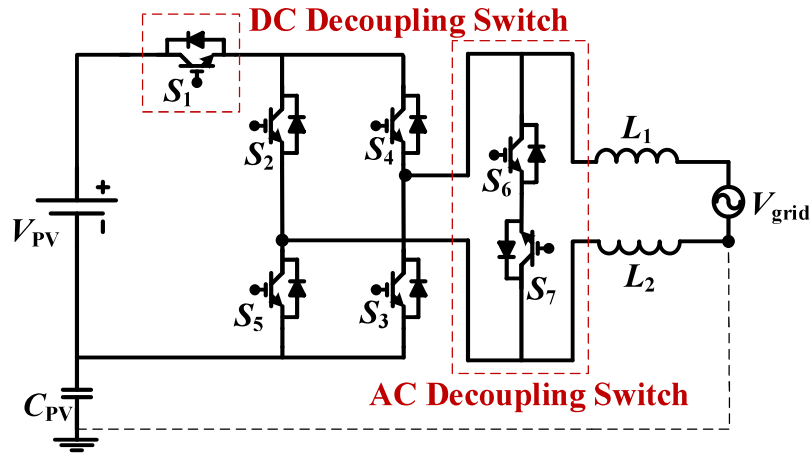 DC Decoupling Switch
S1
S2
S4
L1
S6
VPV
+
-
Vgrid
S5
S3
S7
L2
CPV
AC Decoupling Switch